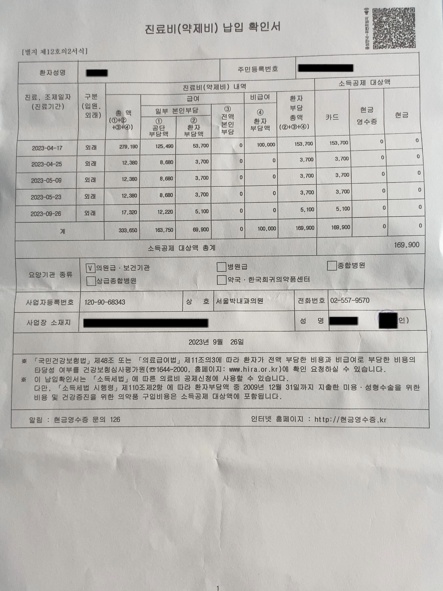 진료비(약제비) 납입 확인서
[별지 제12호의2서식]
환자성명 주민등록번호
진료, 조제일자 (진료기간) 구분 (입원, 외래) 진료비(약제비) 내역 소득공제 대상액
총 액 (①+② +③+④) 급여 비급여 환자 부담 총액 (②+③+④) 카드 현금 영수증 현금
일부 본인부담 ③ 전액 본인 부담 ④ 환자 부담액
① 공단 부담액 ② 환자 부담액
2023-04-17 외래 279,190 125,490 53,700 0 100,000 153,700 153,700 0 0
2023-04-25 외래 12,380 8,680 3,700 0 0 3,700 3,700 0 0
2023-05-09 외래 12,380 8,680 3,700 0 0 3,700 3,700 0 0
2023-05-23 외래 12,380 8,680 3,700 0 0 3,700 3,700 0 0
2023-09-26 외래 17,320 12,220 5,100 0 0 5,100 5,100 0 0
계 333,650 163,750 69,900 0 100,000 169,900 169,900 0 0
소득공제 대상액 총계 169,900
요양기관 종류 V 의원급·보건기관 병원급 종합병원
상급종합병원 약국·한국희귀의약품센터
사업자등록번호 120-90-68343 상 호 서울박내과의원 전화번호 02-557-9570
사업장 소재지 성 명 인)
2023년 9월 26일
※ 「국민건강보험법」제48조 또는 「의료급여법」제11조의3에 따라 환자가 전액 부담한 비용과 비급여로 부담한 비용의
타당성 여부를 건강보험심사평가원(☎1644-2000, 홈페이지: www.hira.or.kr)에 확인 요청하실 수 있습니다.
※ 이 납입확인서는 「소득세법」에 따른 의료비 공제신청에 사용할 수 있습니다.
다만, 「소득세법 시행령」제110조제2항 에 따라 환자부담액 중 2009년 12월 31일까지 지출한 미용·성형수술을 위한
비용 및 건강증진을 위한 의약품 구입비용은 소득공제 대상액에 포함됩니다.
알림 : 현금영수증 문의 126 인터넷 홈페이지 : http://현금영수증.kr
1